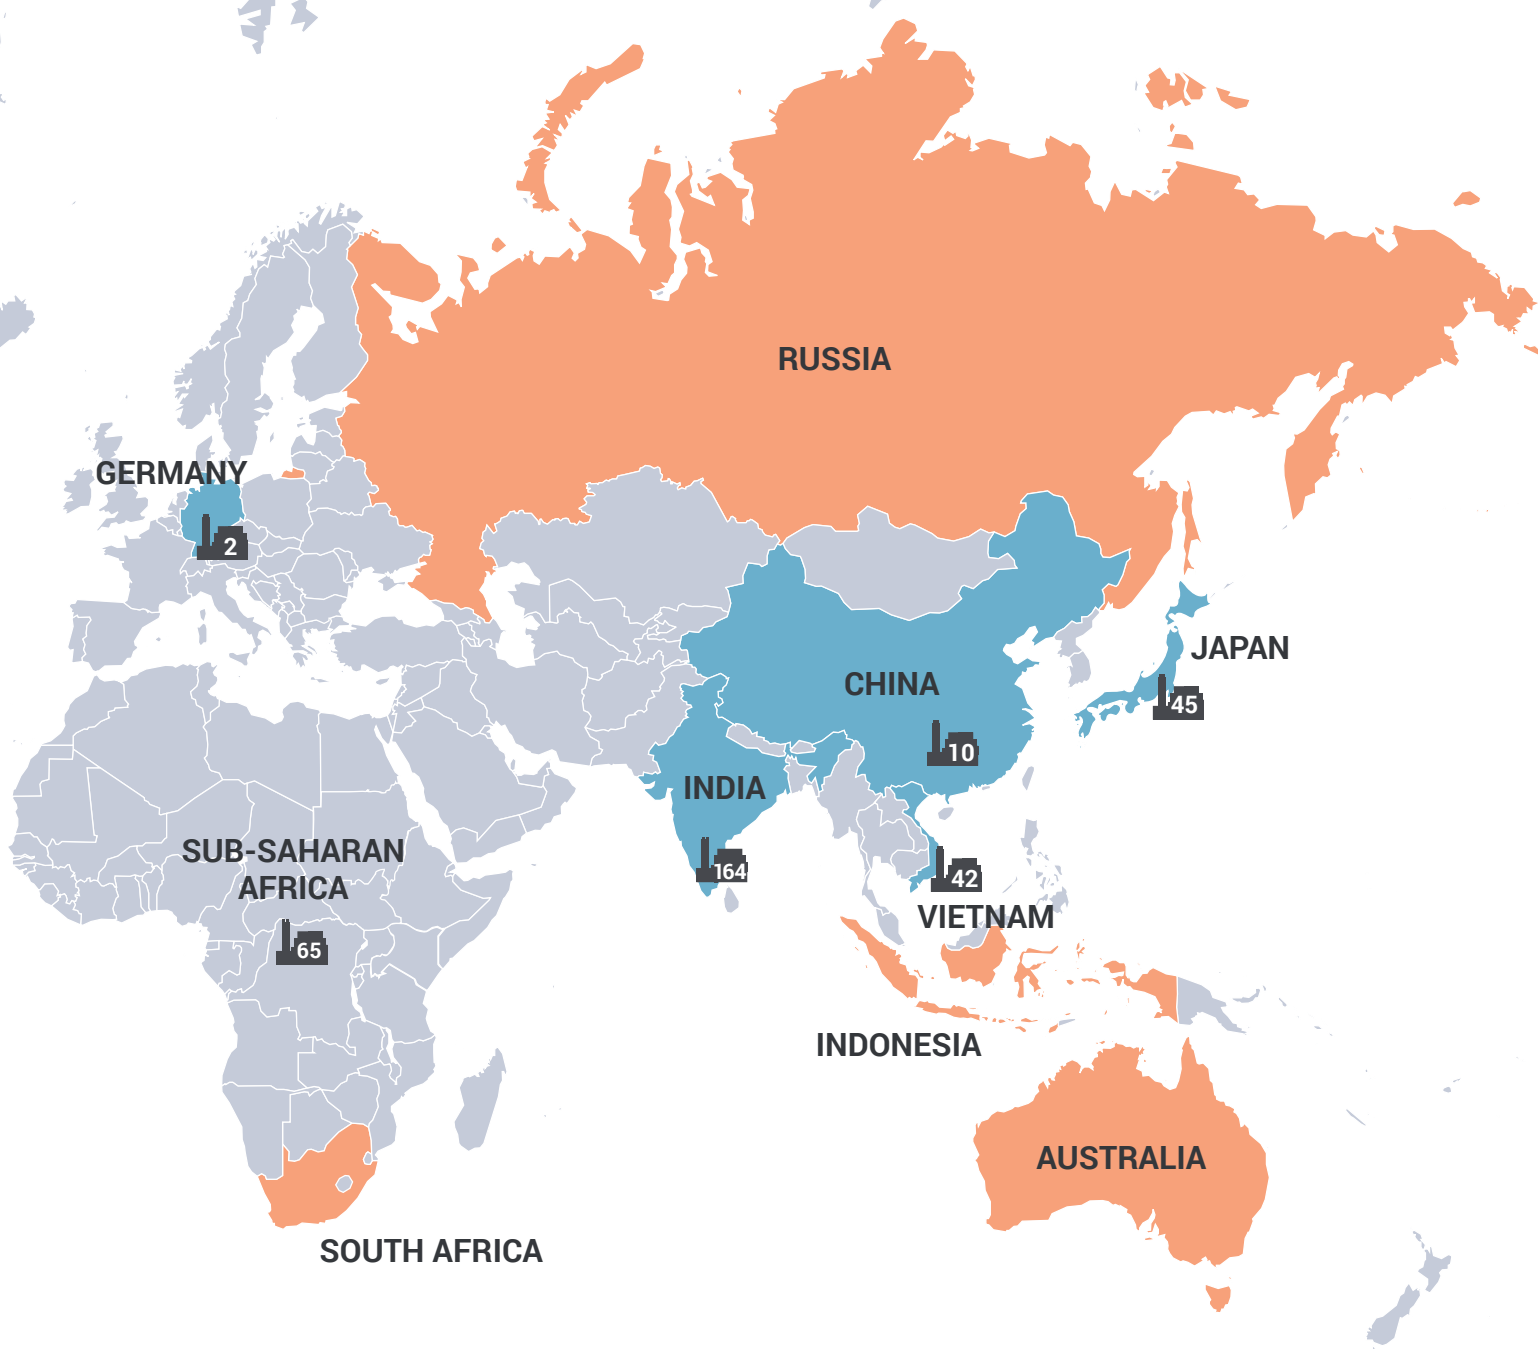 RUSSIA
GERMANY
2
JAPAN
45
CHINA
10
INDIA
164
SUB-SAHARAN
AFRICA
65
42
VIETNAM
INDONESIA
AUSTRALIA
SOUTH AFRICA